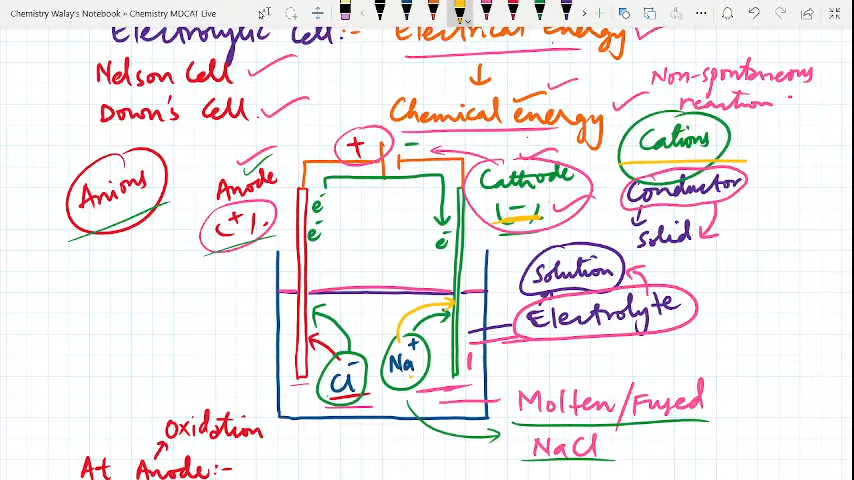 Chemistry Walay's Notebook » Chemistry MDCAT Live
Electrolytic Cell:- Electrical energy
Nelson Cell
Down's Cell
Chemical energy
Non-spontaneous
reaction.
Anions
Anode
(+)
+ -
Cathode
(-)
Cations
Conductor
Solid
e- e-
e-
Solution
Electrolyte
Cl-
Na+
Molten/Fused
NaCl
Oxidation
At Anode:-